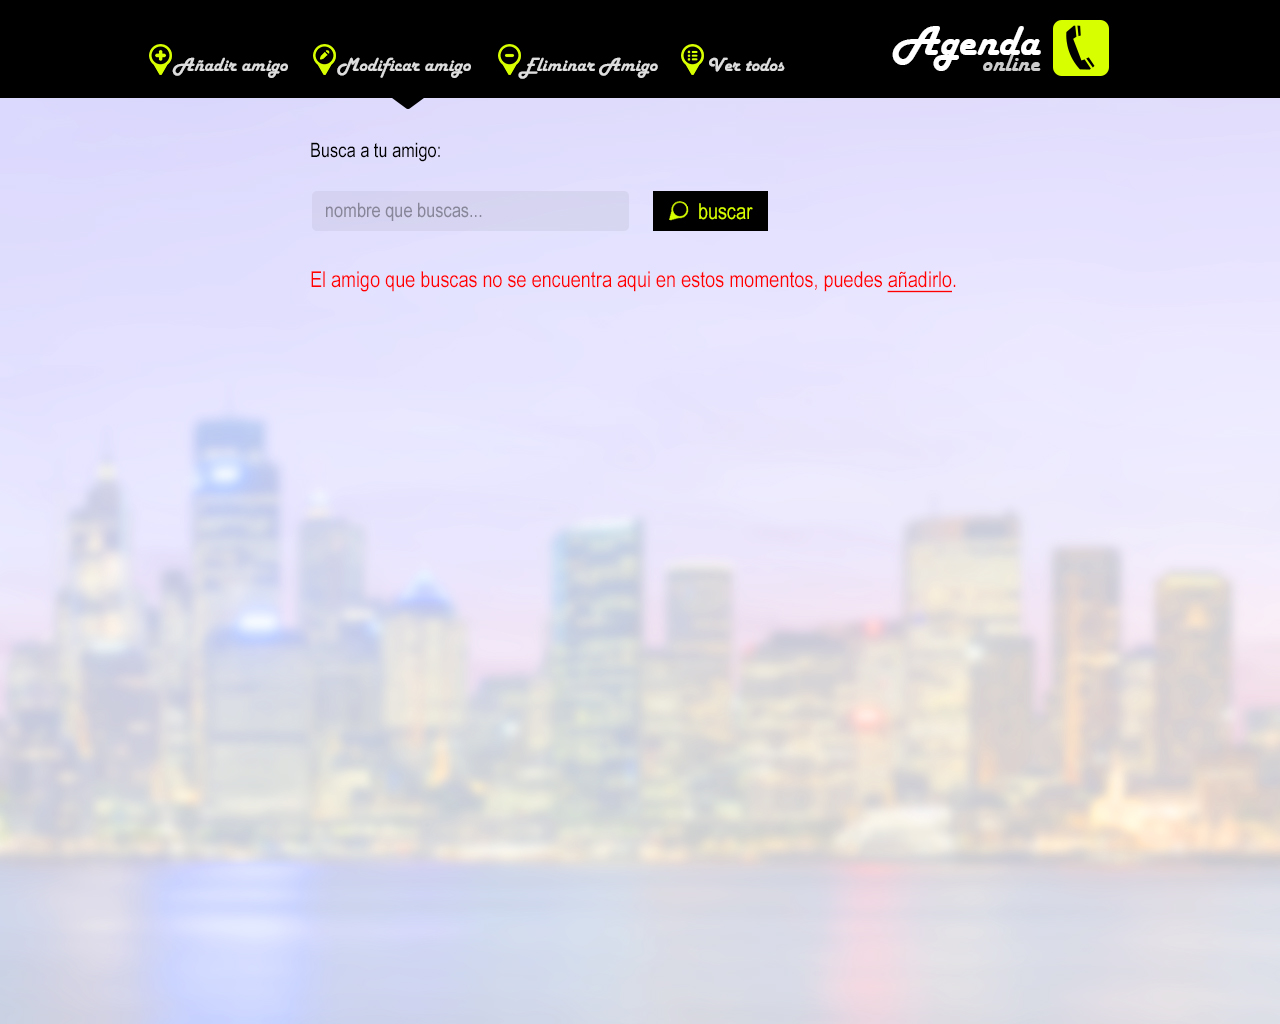 Añadir amigo
Modificar amigo
Eliminar Amigo
Ver todos
Agenda
online
Busca a tu amigo:
nombre que buscas...
buscar
El amigo que buscas no se encuentra aqui en estos momentos, puedes añadirlo.